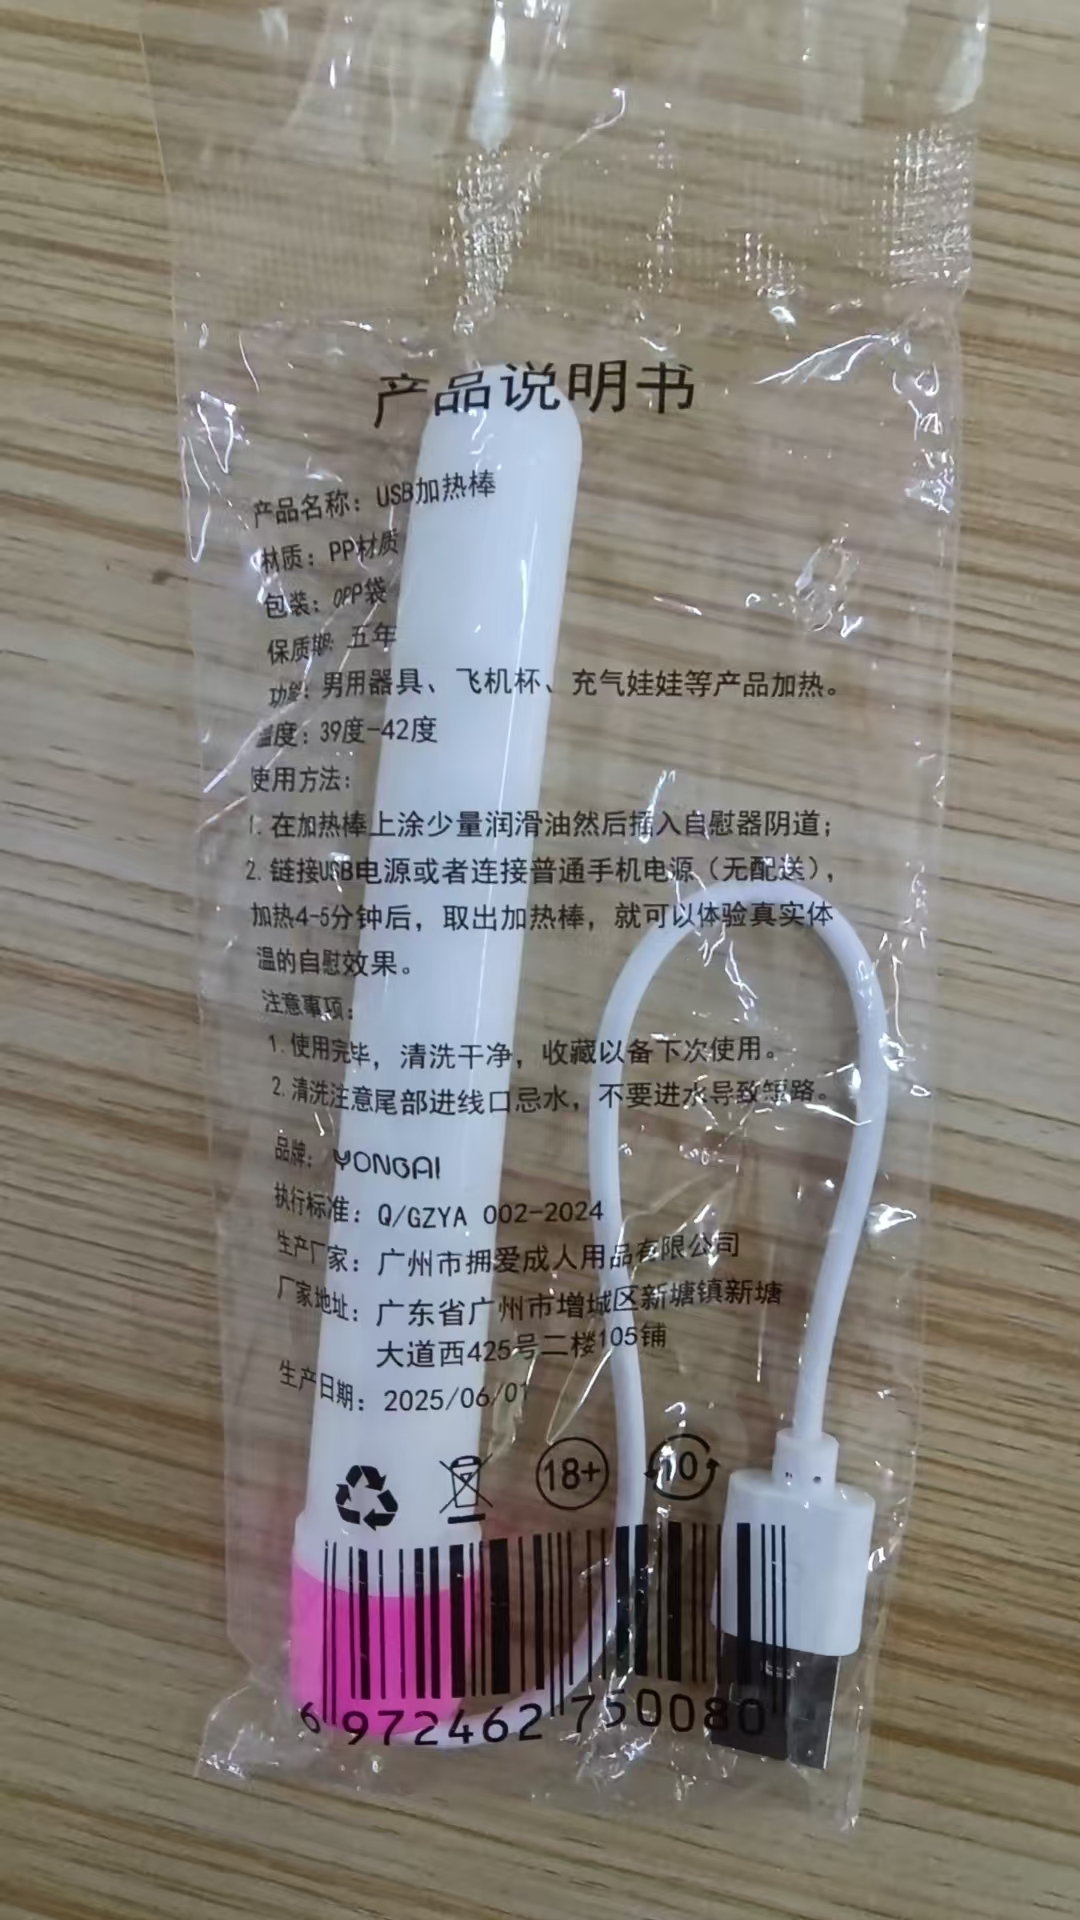 产品说明书
产品名称：USB加热棒
材质：PP材质
包装：OPP袋
保质期：五年
功能：男用器具、飞机杯、充气娃娃等产品加热。
温度：39度-42度
使用方法：
1.在加热棒上涂少量润滑油然后插入自慰器阴道；
2.链接USB电源或者连接普通手机电源（无配送），
加热4-5分钟后，取出加热棒，就可以体验真实体
温的自慰效果。
注意事项：
1.使用完毕，清洗干净，收藏以备下次使用。
2.清洗注意尾部进线口忌水，不要进水导致短路。
品牌：YONGAI
执行标准：Q/GZYA 002-2024
生产厂家：广州市拥爱成人用品有限公司
厂家地址：广东省广州市增城区新塘镇新塘
大道西425号二楼105铺
生产日期：2025/06/01
18+ 10
6 972462 750080